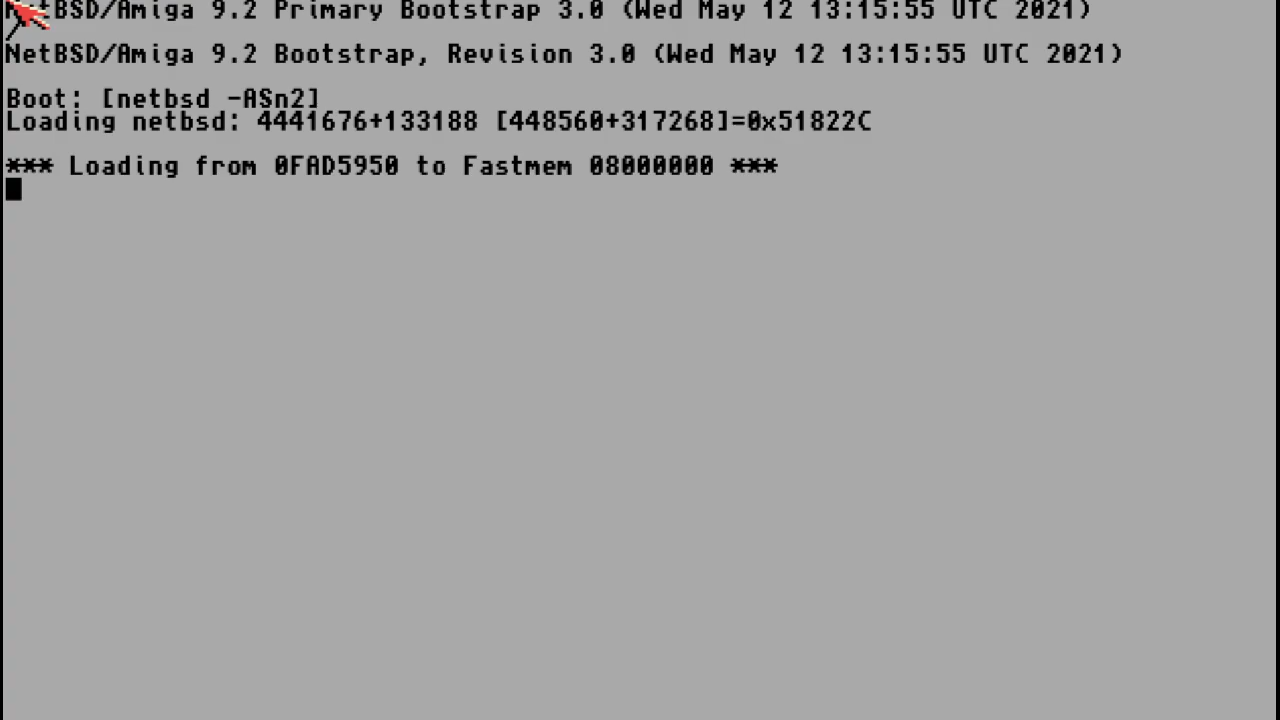 NetBSD/Amiga 9.2 Primary Bootstrap 3.0 (Wed May 12 13:15:55 UTC 2021)
NetBSD/Amiga 9.2 Bootstrap, Revision 3.0 (Wed May 12 13:15:55 UTC 2021)
Boot: [netbsd -ASn2]
Loading netbsd: 4441676+133188 [448560+317268]=0x51822C
*** Loading from 0FAD5950 to Fastmem 08000000 ***